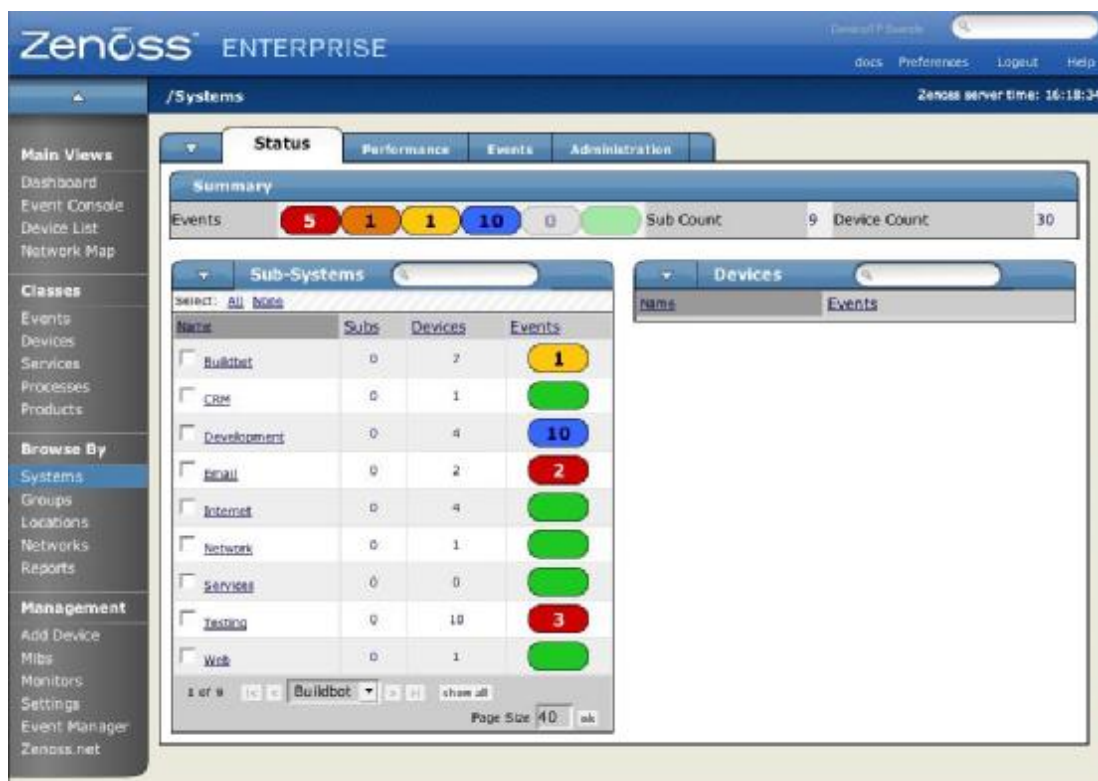 Zenōss ENTERPRISE
docs Preferences Logout Help
/Systems
Zenoss server time: 16:18:34
Main Views
Dashboard
Event Console
Device List
Network Map
Classes
Events
Devices
Services
Processes
Products
Browse By
Systems
Groups
Locations
Networks
Reports
Management
Add Device
Mibs
Monitors
Settings
Event Manager
Zenoss.net
Status Performance Events Administration
Summary
Events 5 1 1 10 0 Sub Count 9 Device Count 30
Sub-Systems
Select: All None
Name Subs Devices Events
Buildbot 0 7 1
CRM 0 1
Development 0 4 10
Email 0 2 2
Internet 0 4
Network 0 1
Services 0 0
Testing 0 10 3
Web 0 1
1 of 9 |< < Buildbot > >| show all
Page Size 40 ok
Devices
Name Events